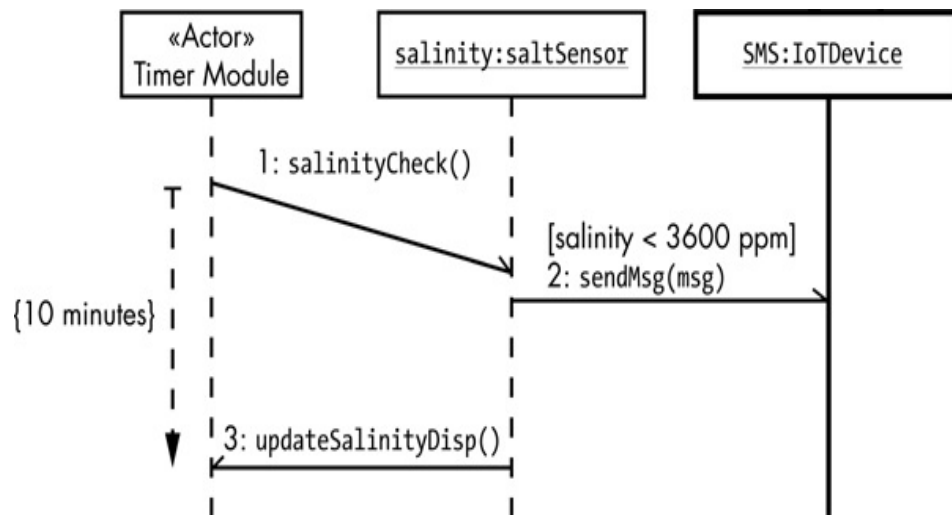 «Actor»
Timer Module
salinity:saltSensor
SMS:IoTDevice
1: salinityCheck()
[salinity < 3600 ppm]
2: sendMsg(msg)
{10 minutes}
3: updateSalinityDisp()